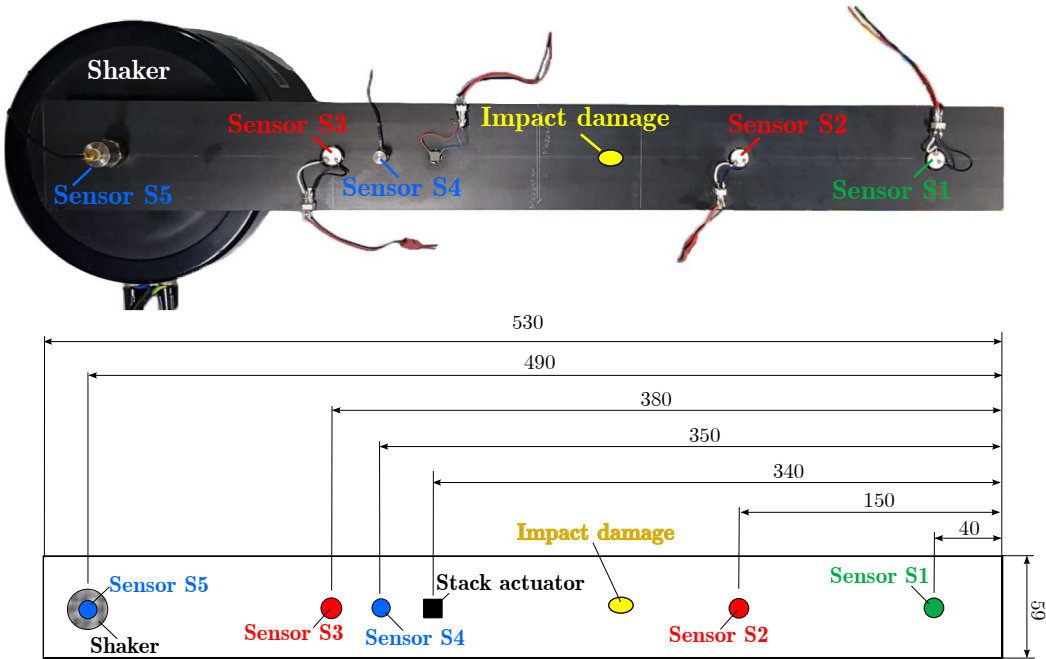 Shaker
Sensor S3
Impact damage
Sensor S2
Sensor S5
Sensor S4
Sensor S1
530
490
380
350
340
150
40
Impact damage
Sensor S5
Stack actuator
Sensor S1
59
Sensor S3
Sensor S4
Sensor S2
Shaker